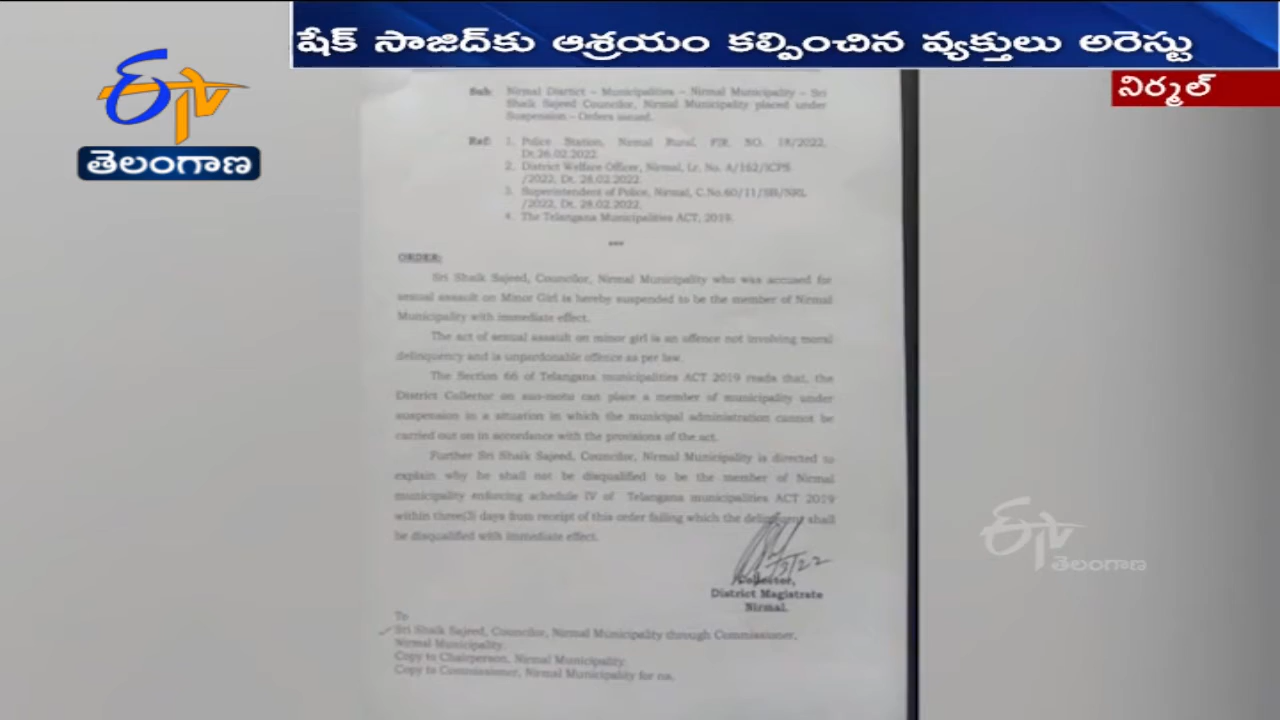 షేక్ సాజిద్‌కు ఆశ్రయం కల్పించిన వ్యక్తులు అరెస్టు
నిర్మల్
ETV
తెలంగాణ
Sub: Nirmal District – Municipalities – Nirmal Municipality – Sri
Shaik Sajeed Councilor, Nirmal Municipality placed under
Suspension – Orders issued.
Ref: 1. Police Station, Nirmal Rural, FIR. NO. 18/2022,
Dt.26.02.2022.
2. District Welfare Officer, Nirmal, Lr. No. A/162/ICPS
/2022, Dt. 28.02.2022.
3. Superintendent of Police, Nirmal, C.No.60/11/SB/NRL
/2022, Dt. 28.02.2022.
4. The Telangana Municipalities ACT, 2019.
***
ORDER:
Sri Shaik Sajeed, Councilor, Nirmal Municipality who was accused for
sexual assault on Minor Girl is hereby suspended to be the member of Nirmal
Municipality with immediate effect.
The act of sexual assault on minor girl is an offence not involving moral
delinquency and is unpardonable offence as per law.
The Section 66 of Telangana municipalities ACT 2019 reads that, the
District Collector on suo-motu can place a member of municipality under
suspension in a situation in which the municipal administration cannot be
carried out on in accordance with the provisions of the act.
Further Sri Shaik Sajeed, Councilor, Nirmal Municipality is directed to
explain why he shall not be disqualified to be the member of Nirmal
municipality enforcing schedule IV of Telangana municipalities ACT 2019
within three(3) days from receipt of this order failing which the shall
be disqualified with immediate effect.
/3/22
Collector,
District Magistrate
Nirmal.
To
Sri Shaik Sajeed, Councilor, Nirmal Municipality through Commissioner,
Nirmal Municipality.
Copy to Chairperson, Nirmal Municipality.
Copy to Commissioner, Nirmal Municipality for na.
ETV
తెలంగాణ